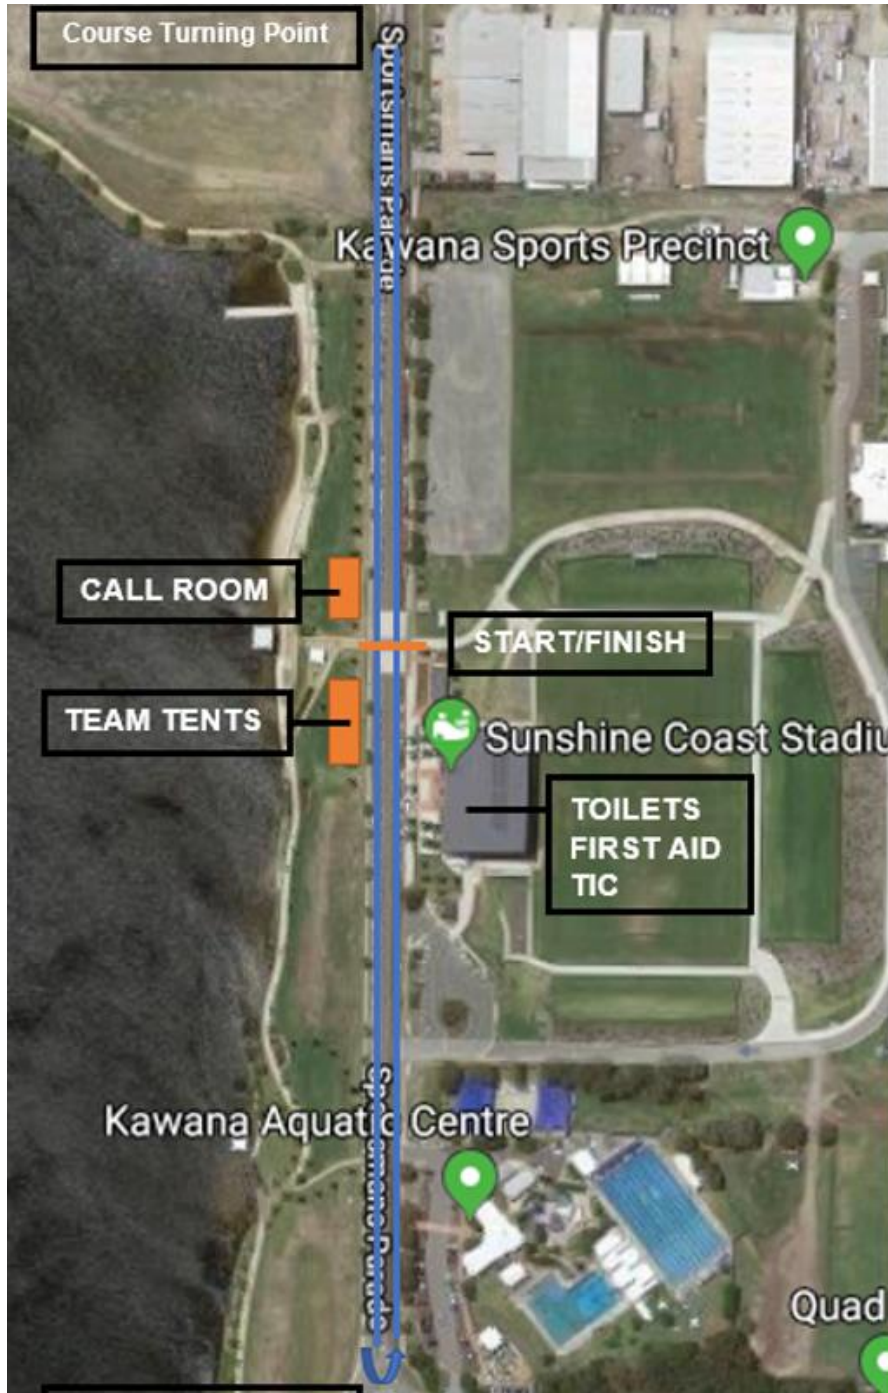 Course Turning Point
Sportsmans Parade
Kawana Sports Precinct
CALL ROOM
START/FINISH
TEAM TENTS
Sunshine Coast Stadiu
TOILETS
FIRST AID
TIC
Sportsmans Parade
Kawana Aquatic Centre
Quad